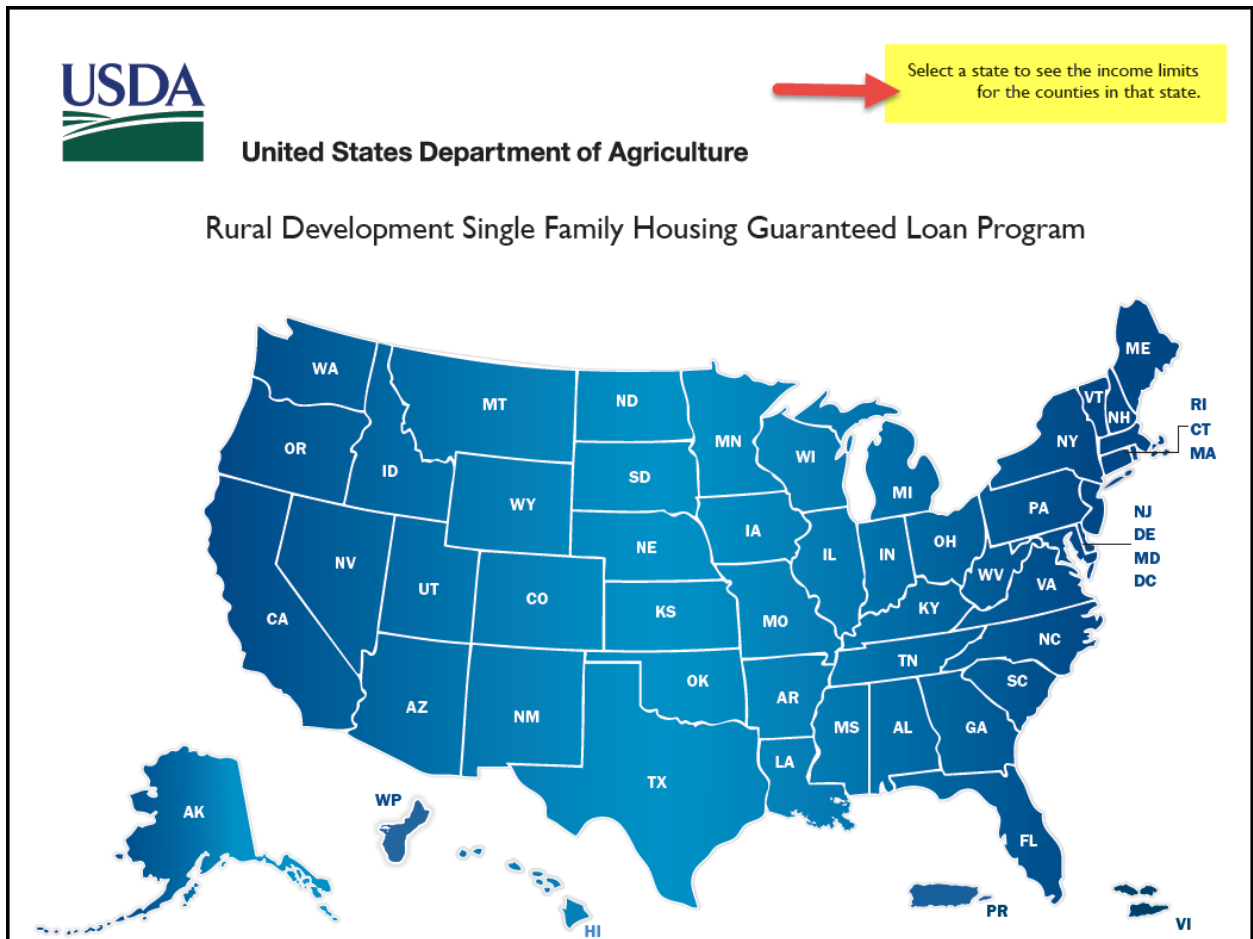 USDA
Select a state to see the income limits
for the counties in that state.
United States Department of Agriculture
Rural Development Single Family Housing Guaranteed Loan Program
ME
WA
VT
MT
ND
RI
NH
CT
NY
MN
OR
MA
WI
ID
SD
MI
WY
PA
NJ
IA
DE
OH
NE
IL
IN
MD
NV
WV
DC
VA
UT
CO
KY
KS
CA
MO
NC
TN
OK
SC
AR
AZ
NM
MS
AL
GA
LA
TX
WP
AK
FL
PR
VI
HI